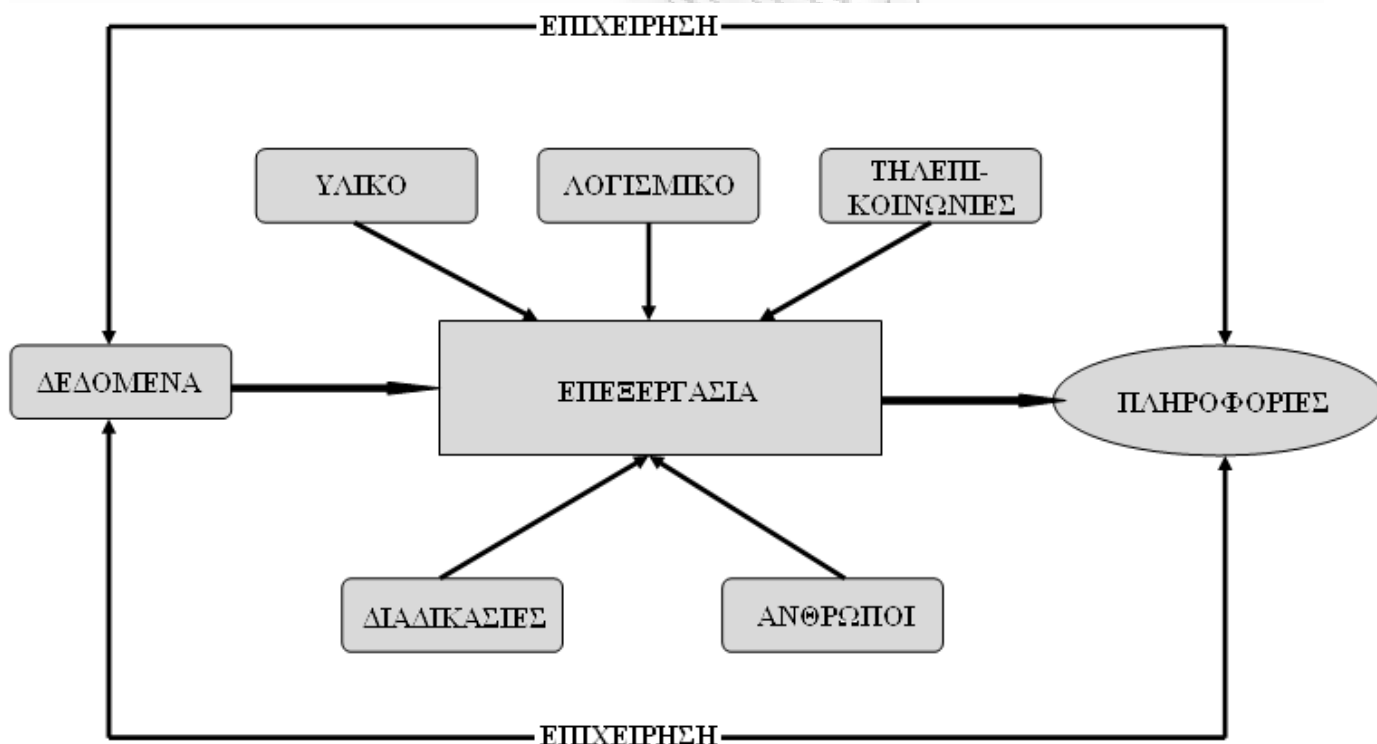 ΕΠΙΧΕΙΡΗΣΗ
ΥΛΙΚΟ
ΛΟΓΙΣΜΙΚΟ
ΤΗΛΕΠΙ-
ΚΟΙΝΩΝΙΕΣ
ΔΕΔΟΜΕΝΑ
ΕΠΕΞΕΡΓΑΣΙΑ
ΠΛΗΡΟΦΟΡΙΕΣ
ΔΙΑΔΙΚΑΣΙΕΣ
ΑΝΘΡΩΠΟΙ
ΕΠΙΧΕΙΡΗΣΗ